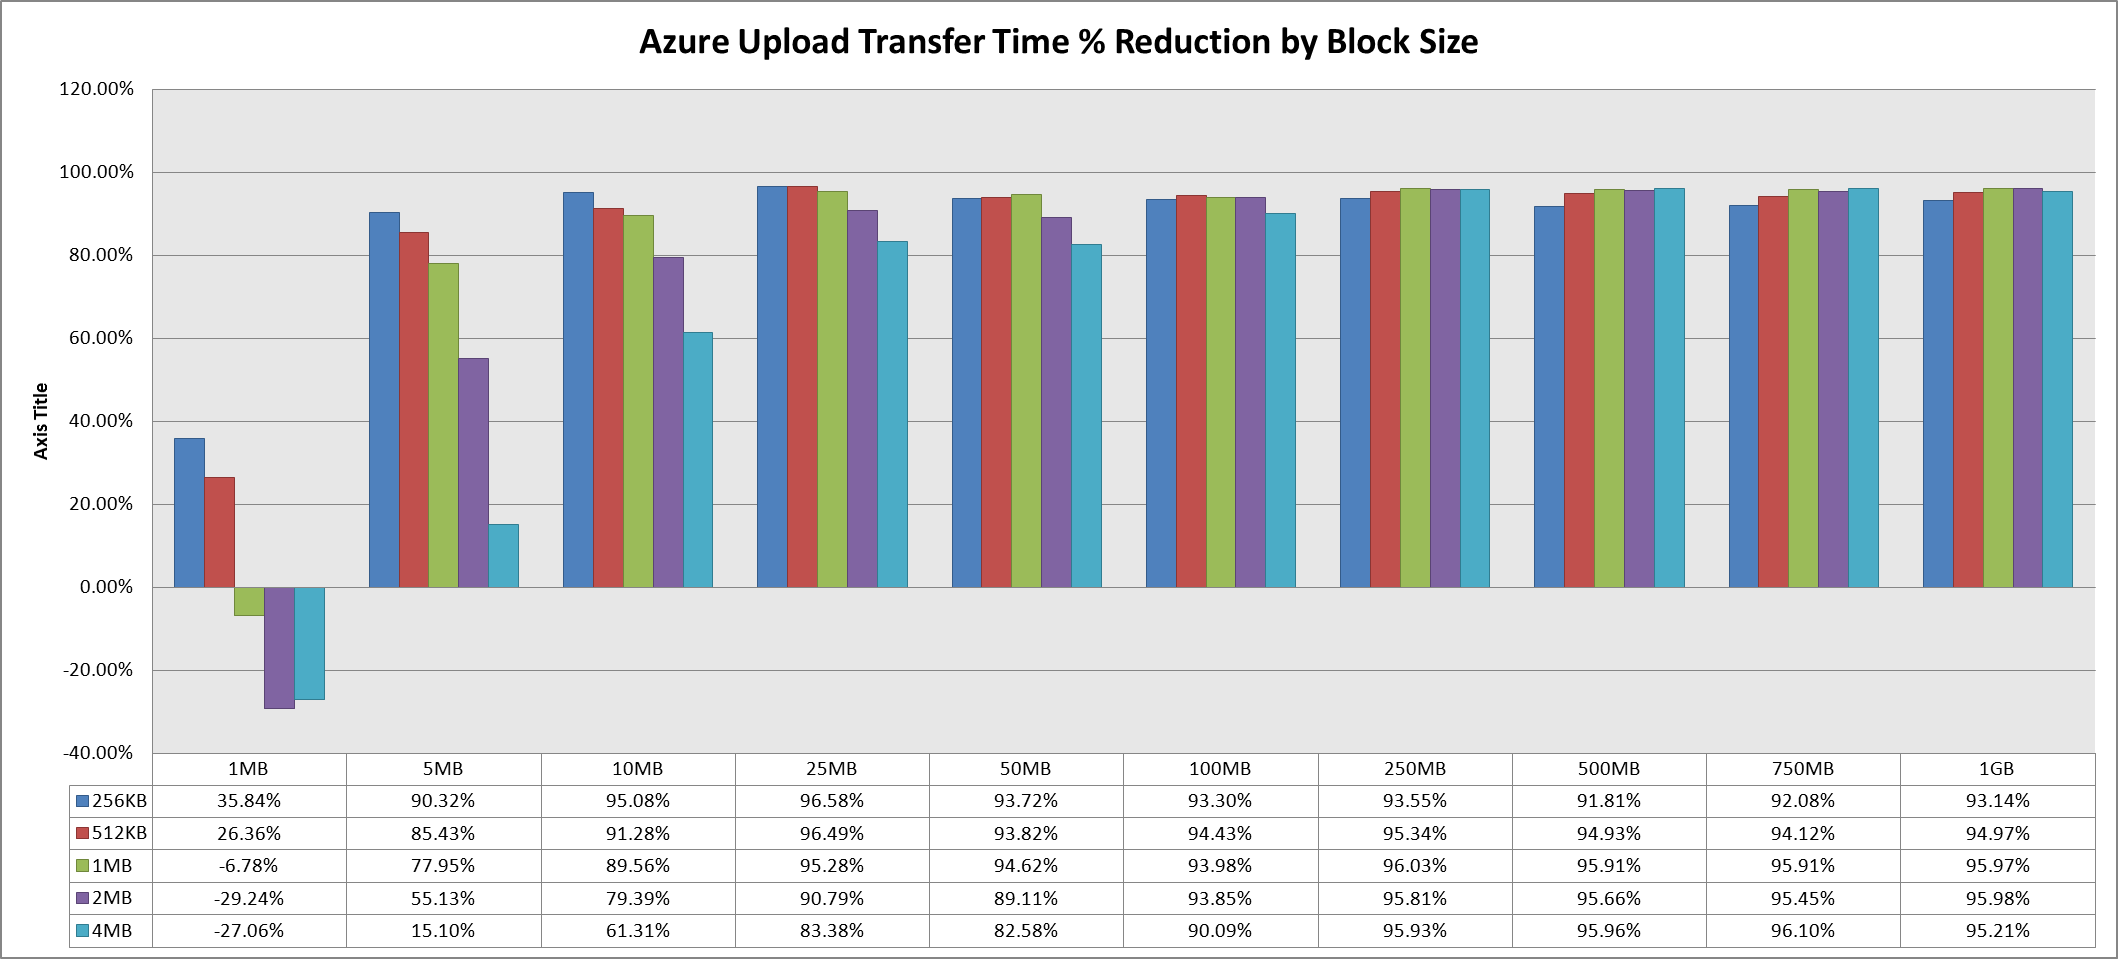 Azure Upload Transfer Time % Reduction by Block Size
120.00%
100.00%
80.00%
60.00%
40.00%
20.00%
0.00%
-20.00%
-40.00%
Axis Title
1MB 5MB 10MB 25MB 50MB 100MB 250MB 500MB 750MB 1GB
256KB 35.84% 90.32% 95.08% 96.58% 93.72% 93.30% 93.55% 91.81% 92.08% 93.14%
512KB 26.36% 85.43% 91.28% 96.49% 93.82% 94.43% 95.34% 94.93% 94.12% 94.97%
1MB -6.78% 77.95% 89.56% 95.28% 94.62% 93.98% 96.03% 95.91% 95.91% 95.97%
2MB -29.24% 55.13% 79.39% 90.79% 89.11% 93.85% 95.81% 95.66% 95.45% 95.98%
4MB -27.06% 15.10% 61.31% 83.38% 82.58% 90.09% 95.93% 95.96% 96.10% 95.21%